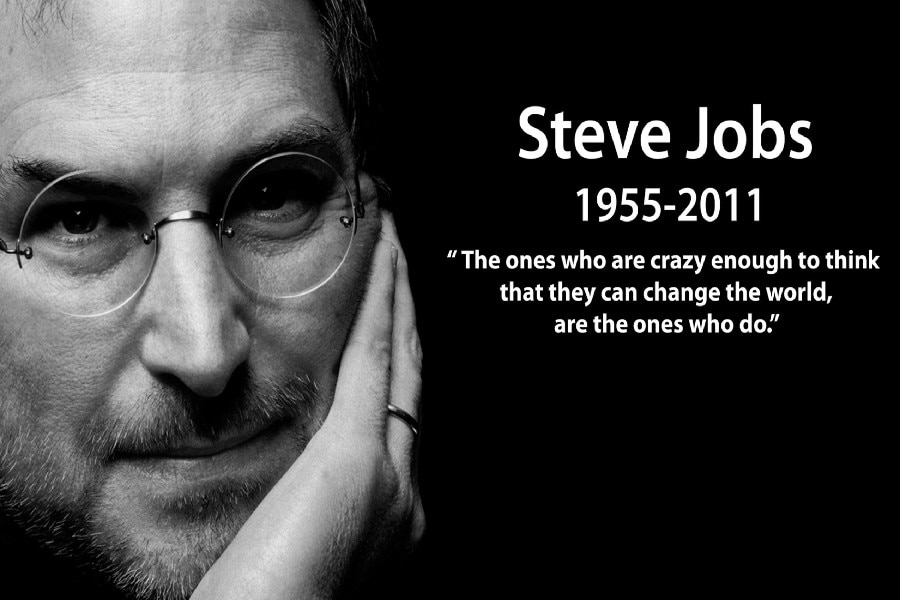 Steve Jobs
1955-2011
“ The ones who are crazy enough to think
that they can change the world,
are the ones who do.”